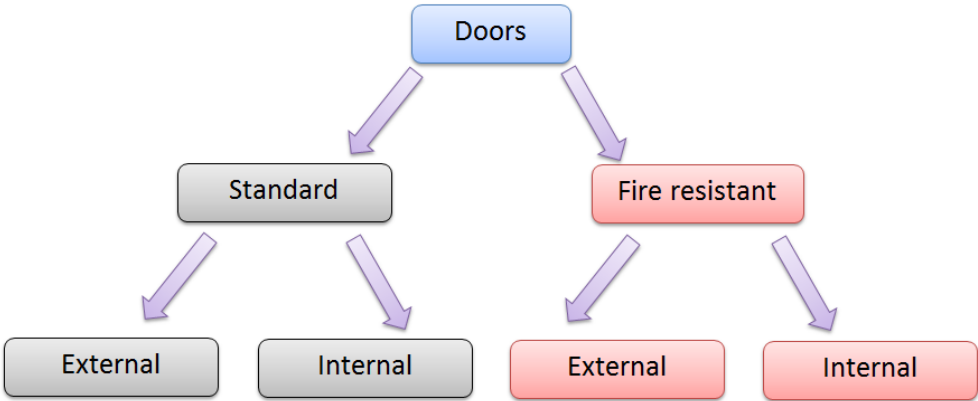 Doors
Standard
Fire resistant
External
Internal
External
Internal